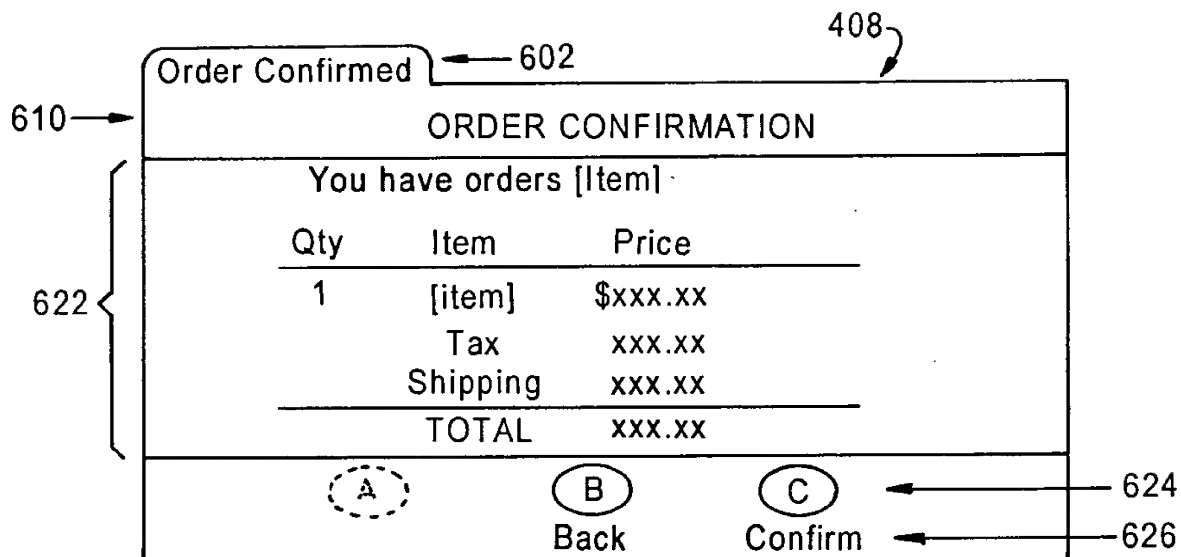 408
Order Confirmed 602
610 ORDER CONFIRMATION
You have orders [Item]
Qty Item Price
622 1 [item] $xxx.xx
Tax xxx.xx
Shipping xxx.xx
TOTAL xxx.xx
A B C 624
Back Confirm 626